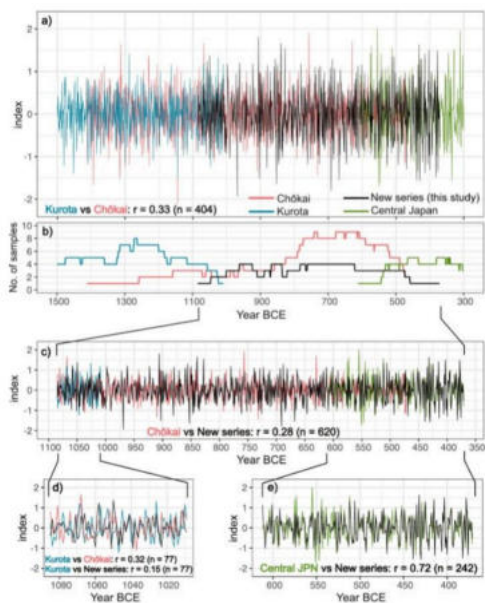 a)
2
1
0
-1
-2
index
Kurota vs Chōkai: r = 0.33 (n = 404)
Chōkai
New series (this study)
Kurota
Central Japan
b)
10
8
6
4
2
0
No. of samples
1500 1300 1100 900 700 500 300
Year BCE
c)
2
1
0
-1
-2
index
Chōkai vs New series: r = 0.28 (n = 620)
1100 1050 1000 950 900 850 800 750 700 650 600 550 500 450 400 350
Year BCE
d)
2
1
0
-1
-2
index
Kurota vs Chōkai: r = 0.32 (n = 77)
Kurota vs New series: r = 0.15 (n = 77)
1080 1060 1040 1020
Year BCE
e)
2
1
0
-1
-2
index
Central JPN vs New series: r = 0.72 (n = 242)
600 550 500 450 400
Year BCE